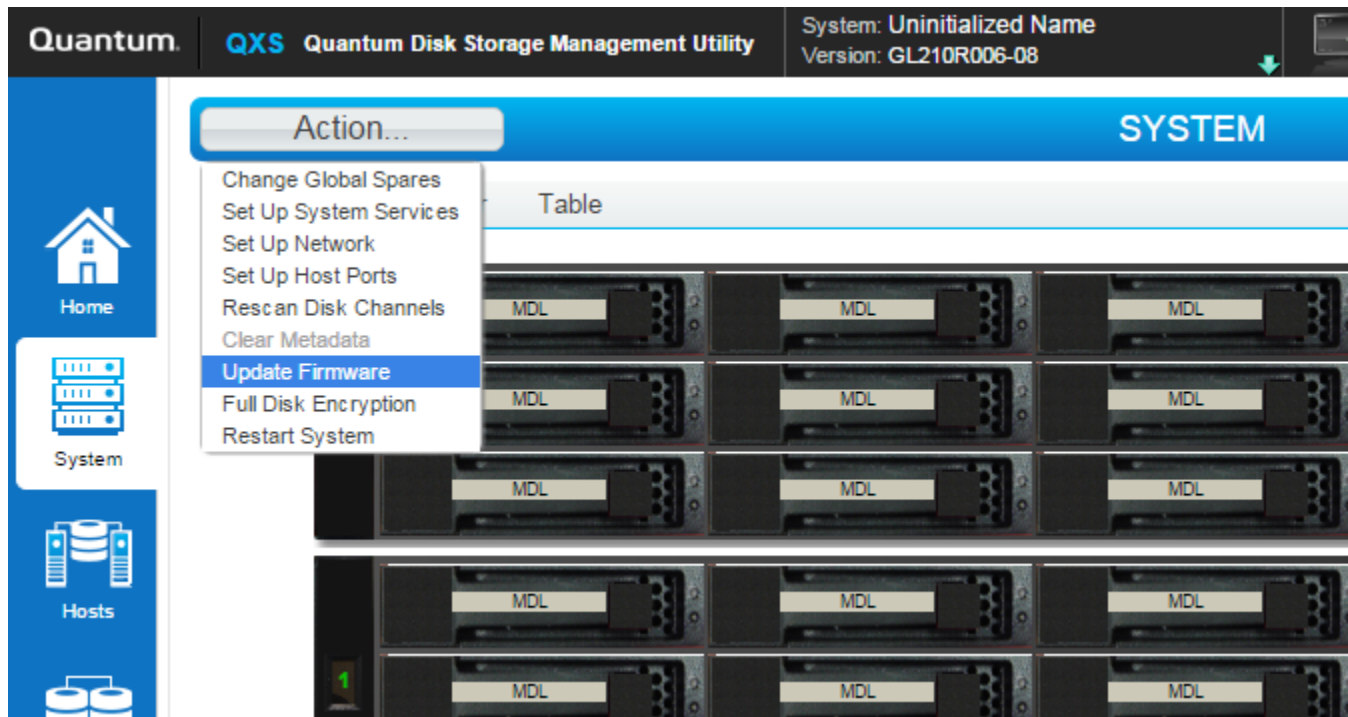 Quantum.
QXS Quantum Disk Storage Management Utility
System: Uninitialized Name
Version: GL210R006-08
Action...
SYSTEM
Change Global Spares
Set Up System Services
Set Up Network
Set Up Host Ports
Rescan Disk Channels
Clear Metadata
Update Firmware
Full Disk Encryption
Restart System
Table
Home
System
Hosts
MDL MDL MDL
MDL MDL MDL
MDL MDL MDL
MDL MDL MDL
1
MDL MDL MDL